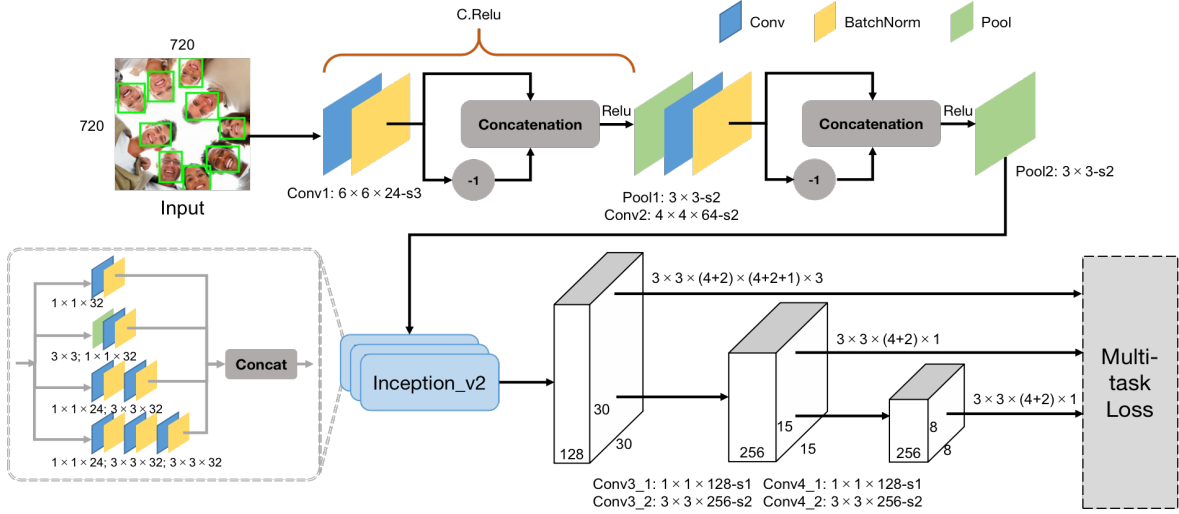 C.Relu
Conv
BatchNorm
Pool
720
720
Input
Concatenation
Relu
-1
Conv1: 6×6×24-s3
Pool1: 3×3-s2
Conv2: 4×4×64-s2
Concatenation
Relu
-1
Pool2: 3×3-s2
1×1×32
3×3; 1×1×32
1×1×24; 3×3×32
1×1×24; 3×3×32; 3×3×32
Concat
Inception_v2
128
30
30
3×3×(4+2)×(4+2+1)×3
256
15
15
3×3×(4+2)×1
256
8
8
3×3×(4+2)×1
Conv3_1: 1×1×128-s1
Conv3_2: 3×3×256-s2
Conv4_1: 1×1×128-s1
Conv4_2: 3×3×256-s2
Multi-
task
Loss